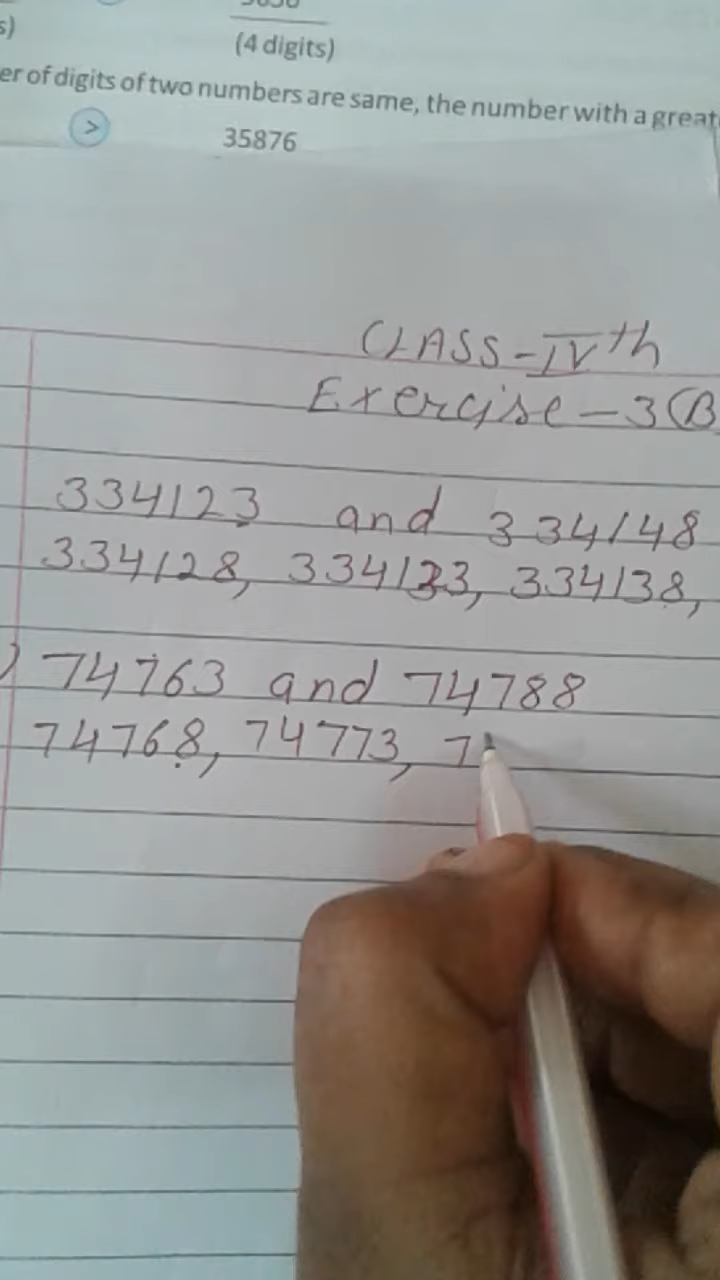 s)
(4 digits)
er of digits of two numbers are same, the number with a great
> 35876
CLASS-IVth
Exercise-3(B
334123 and 334148
334128, 334133, 334138,
) 74763 and 74788
74768, 74773, 7